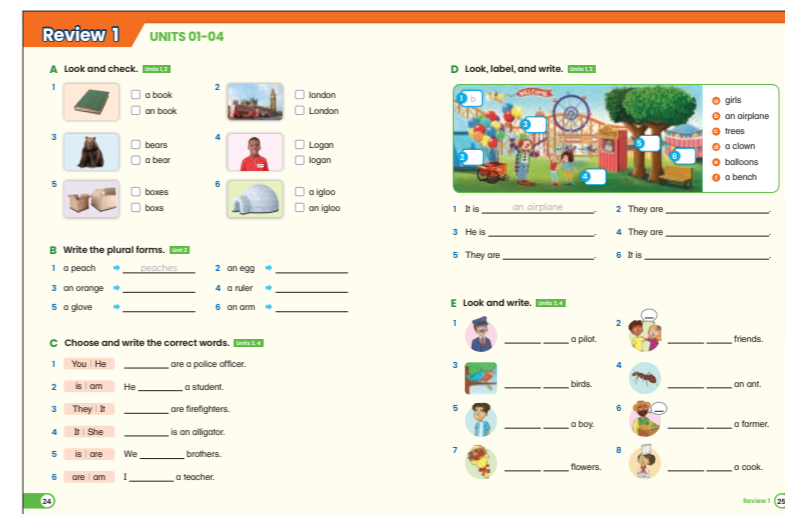 Review 1 UNITS 01-04
A Look and check. Units 1, 2
1 a book
an book
2 london
London
3 bears
a bear
4 Logan
logan
5 boxes
boxs
6 a igloo
an igloo
B Write the plural forms. Unit 2
1 a peach peaches 2 an egg
3 an orange 4 a ruler
5 a glove 6 an arm
C Choose and write the correct words. Units 3, 4
1 You | He are a police officer.
2 is | am He a student.
3 They | It are firefighters.
4 It | She is an alligator.
5 is | are We brothers.
6 are | am I a teacher.
24
D Look, label, and write. Units 1, 2
WELCOME
1 b
2
3
4
5
6
a girls
b an airplane
c trees
d a clown
e balloons
f a bench
1 It is an airplane. 2 They are .
3 He is . 4 They are .
5 They are . 6 It is .
E Look and write. Units 3, 4
1 a pilot. 2 friends.
3 birds. 4 an ant.
5 a boy. 6 a farmer.
7 flowers. 8 a cook.
Review 1 25